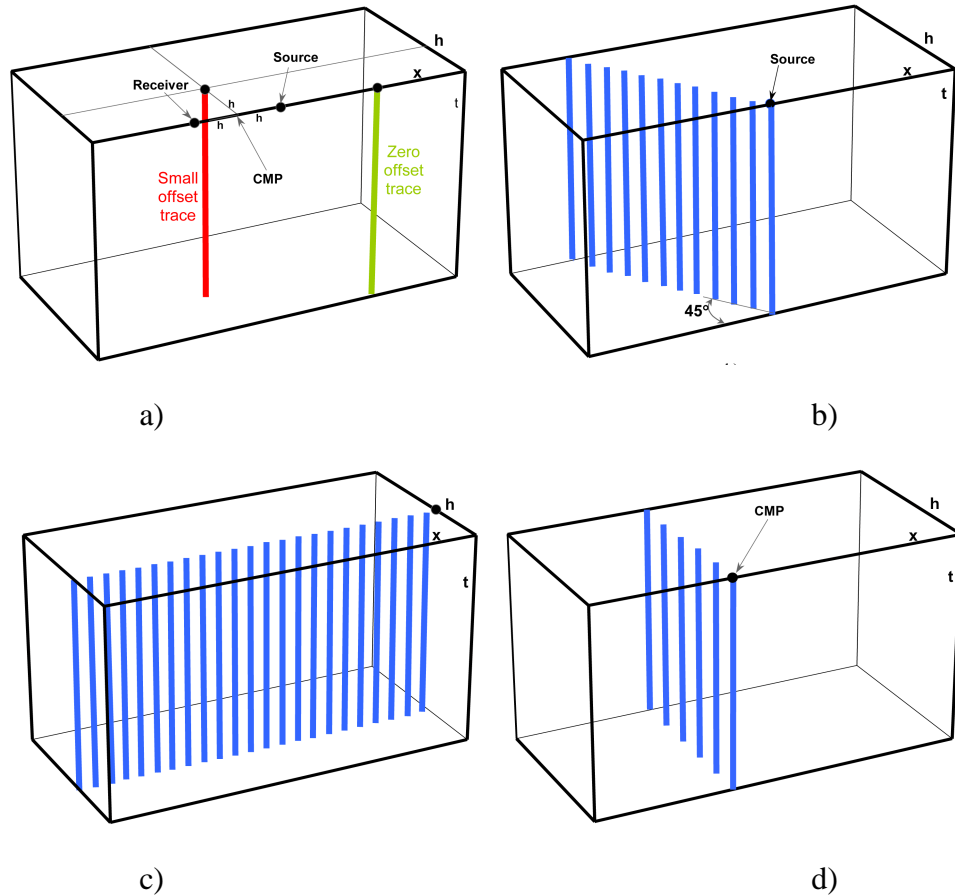 h
Source
x
Receiver
t
h
h
h
Small
offset
trace
CMP
Zero
offset
trace
a)
h
Source
x
t
45°
b)
h
x
t
c)
h
CMP
x
t
d)